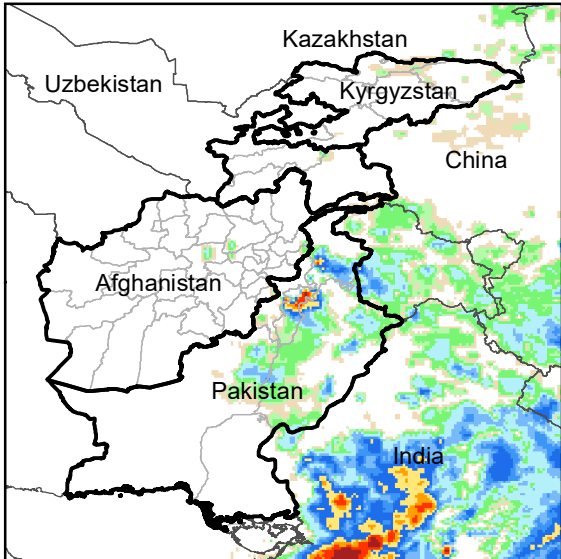 Kazakhstan
Uzbekistan
Kyrgyzstan
China
Afghanistan
Pakistan
India